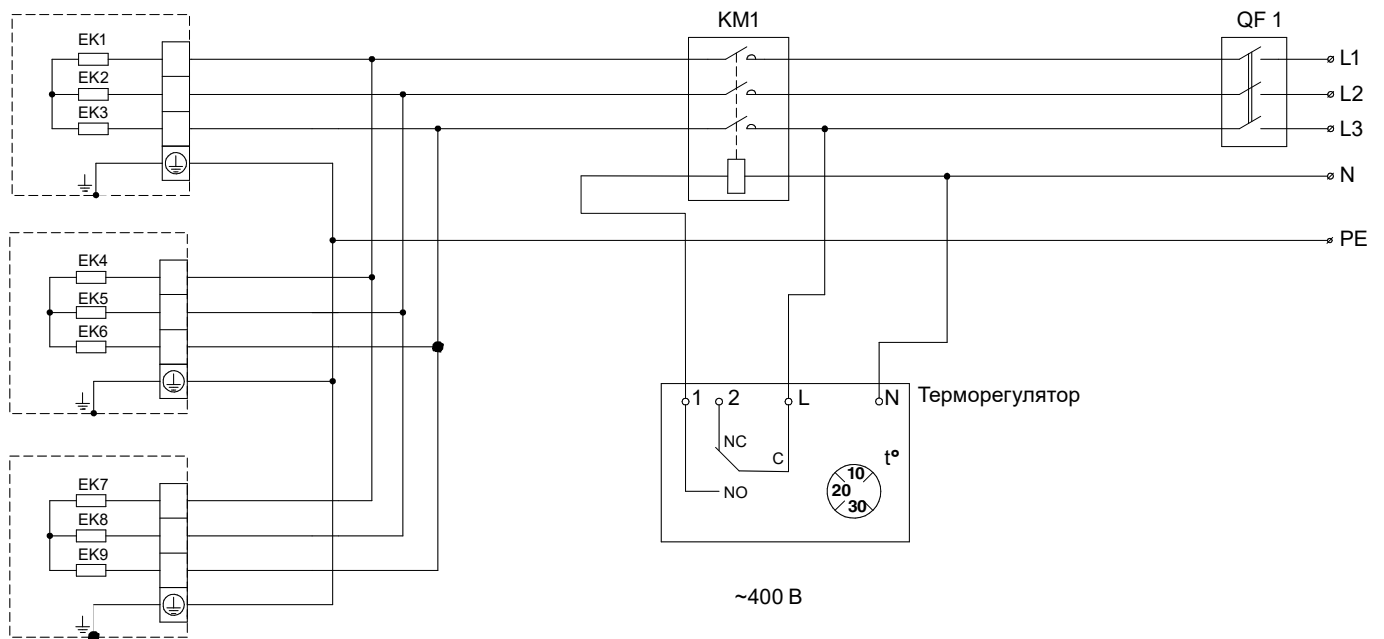 KM1
QF 1
EK1
EK2
EK3
L1
L2
L3
N
PE
EK4
EK5
EK6
1
2
L
N
Терморегулятор
NC
C
NO
t°
10
20
30
EK7
EK8
EK9
~400 В